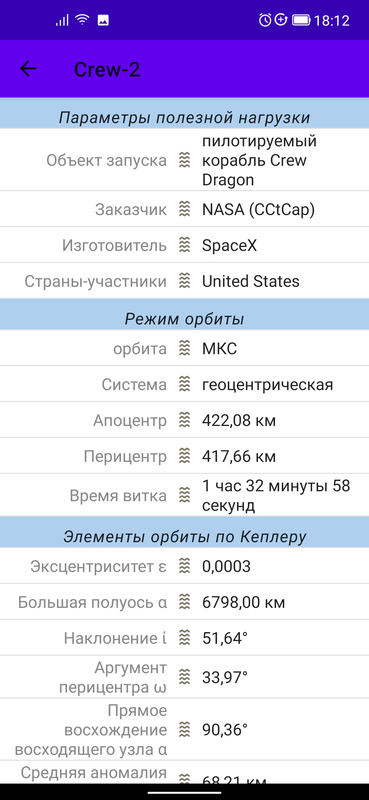 18:12
Crew-2
Параметры полезной нагрузки
Объект запуска пилотируемый
корабль Crew
Dragon
Заказчик NASA (CCtCap)
Изготовитель SpaceX
Страны-участники United States
Режим орбиты
орбита МКС
Система геоцентрическая
Апоцентр 422,08 км
Перицентр 417,66 км
Время витка 1 час 32 минуты 58
секунд
Элементы орбиты по Кеплеру
Эксцентриситет ε 0,0003
Большая полуось α 6798,00 км
Наклонение i 51,64°
Аргумент
перицентра ω 33,97°
Прямое
восхождение
восходящего узла α 90,36°
Средняя аномалия 68,21 км